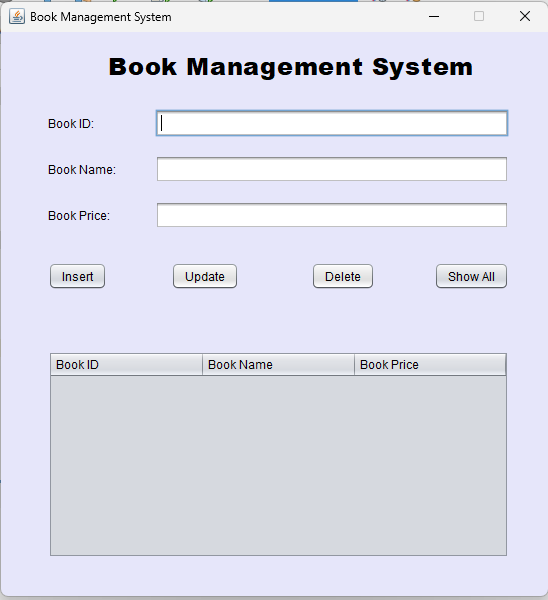 Book Management System
Book Management System
Book ID:
Book Name:
Book Price:
Insert Update Delete Show All
Book ID Book Name Book Price